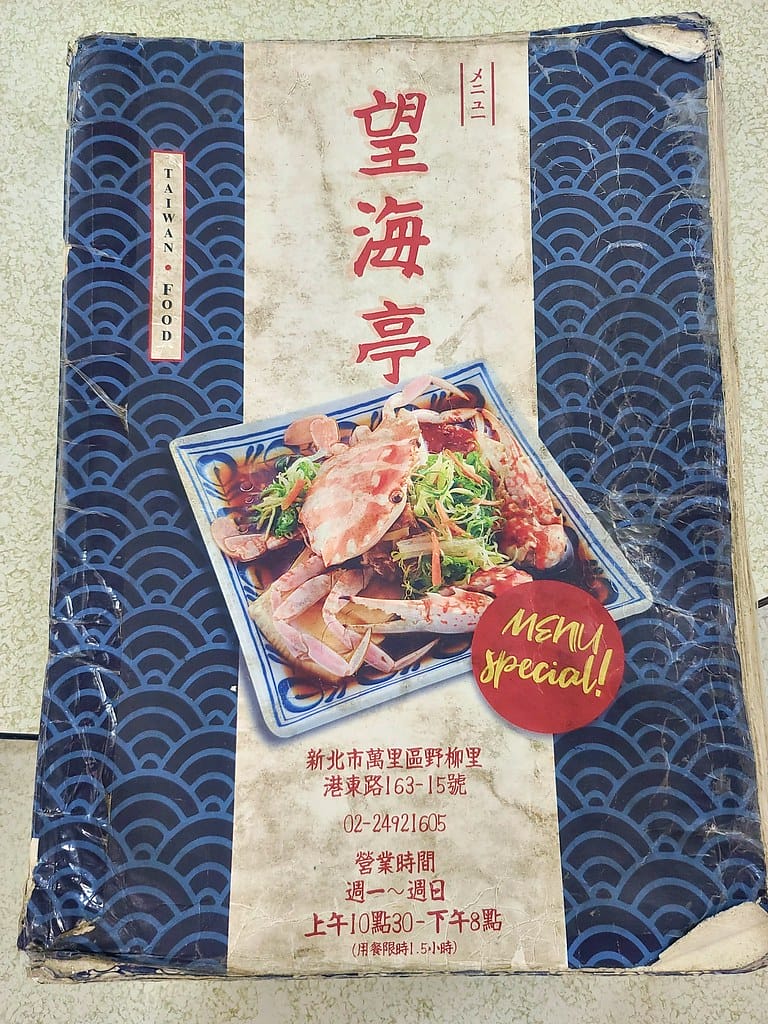 メニュー
望海亭
TAIWAN • FOOD
MENU
special!
新北市萬里區野柳里
港東路163-15號
02-24921605
營業時間
週一～週日
上午10點30-下午8點
(用餐限時1.5小時)